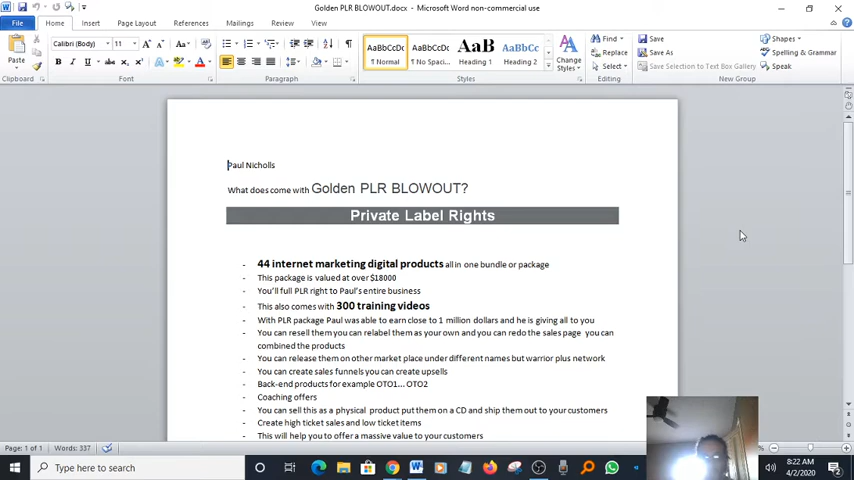 Golden PLR BLOWOUT.docx - Microsoft Word non-commercial use
File Home Insert Page Layout References Mailings Review View Golden
Calibri (Body) 11 Aa Find Save Shapes
Paste Replace Save As Spelling & Grammar
Select Save Selection to Text Box Gallery Speak
AaBbCcDc AaBbCcDc AaB AaBbCc
¶ Normal ¶ No Spaci... Heading 1 Heading 2 Change Styles
Clipboard Font Paragraph Styles Editing New Group
Paul Nicholls
What does come with Golden PLR BLOWOUT?
Private Label Rights
- 44 internet marketing digital products all in one bundle or package
- This package is valued at over $18000
- You'll full PLR right to Paul's entire business
- This also comes with 300 training videos
- With PLR package Paul was able to earn close to 1 million dollars and he is giving all to you
- You can resell them you can relabel them as your own and you can redo the sales page you can
combined the products
- You can release them on other market place under different names but warrior plus network
- You can create sales funnels you can create upsells
- Back-end products for example OTO1... OTO2
- Coaching offers
- You can sell this as a physical product put them on a CD and ship them out to your customers
- Create high ticket sales and low ticket items
- This will help you to offer a massive value to your customers
Page: 1 of 1 Words: 337
Type here to search
8:22 AM
4/2/2020